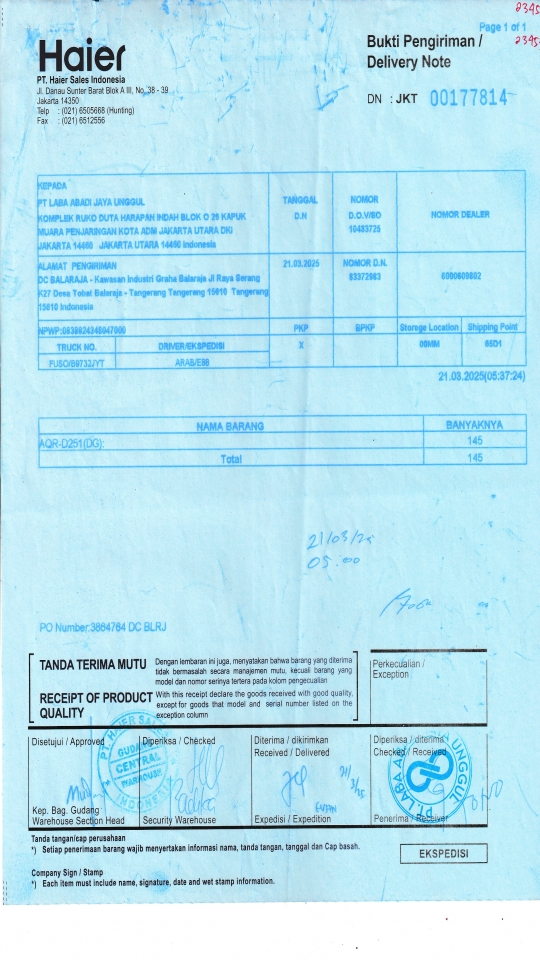 2395
Page 1 of 1
2395
Haier
Bukti Pengiriman /
Delivery Note
PT. Haier Sales Indonesia
Jl. Danau Sunter Barat Blok A III, No. 38 - 39
Jakarta 14350
Telp : (021) 6505668 (Hunting)
Fax : (021) 6512556
DN : JKT 00177814
KEPADA
PT LABA ABADI JAYA UNGGUL
KOMPLEK RUKO DUTA HARAPAN INDAH BLOK O 26 KAPUK
MUARA PENJARINGAN KOTA ADM JAKARTA UTARA DKI
JAKARTA 14460 JAKARTA UTARA 14460 Indonesia
TANGGAL
D.N
NOMOR
D.O.V/SO
10483725
NOMOR DEALER
ALAMAT PENGIRIMAN
DC BALARAJA - Kawasan Industri Graha Balaraja Jl Raya Serang
K27 Desa Tobat Balaraja - Tangerang Tangerang 15610 Tangerang
15610 Indonesia
21.03.2025
NOMOR D.N.
83372983
PKP
BPKP
Storege Location
Shipping Point
TRUCK NO.
DRIVER/EKSPEDISI
X
65D1
ARAB/E98
21.03.2025(05:37:24)
NAMA BARANG
BANYAKNYA
AQR-D251(DG):
145
Total
145
21/03/25
05.00
PO Number:3864764 DC BLRJ
TANDA TERIMA MUTU
Dengan lembaran ini juga, menyatakan bahwa barang yang diterima
tidak bermasalah secara manajemen mutu, kecuali barang yang
model dan nomor serinya tertera pada kolom pengecualian
RECEIPT OF PRODUCT
QUALITY
With this receipt declare the goods received with good quality,
except for goods that model and serial number listed on the
exception column
Perkecualian /
Exception
Disetujui / Approved
Diperiksa / Checked
Diterima / dikirimkan
Received / Delivered
Diperiksa / diterima
Checked / Received
GUDANG
CENTRAL
WAREHOUSE
INDONESIA
21/3/25
Kep. Bag. Gudang
Warehouse Section Head
Security Warehouse
Expedisi / Expedition
Penerima / Receiver
Tanda tangan/cap perusahaan
*) Setiap penerimaan barang wajib menyertakan informasi nama, tanda tangan, tanggal dan Cap basah.
EKSPEDISI
Company Sign / Stamp
*) Each item must include name, signature, date and wet stamp information.